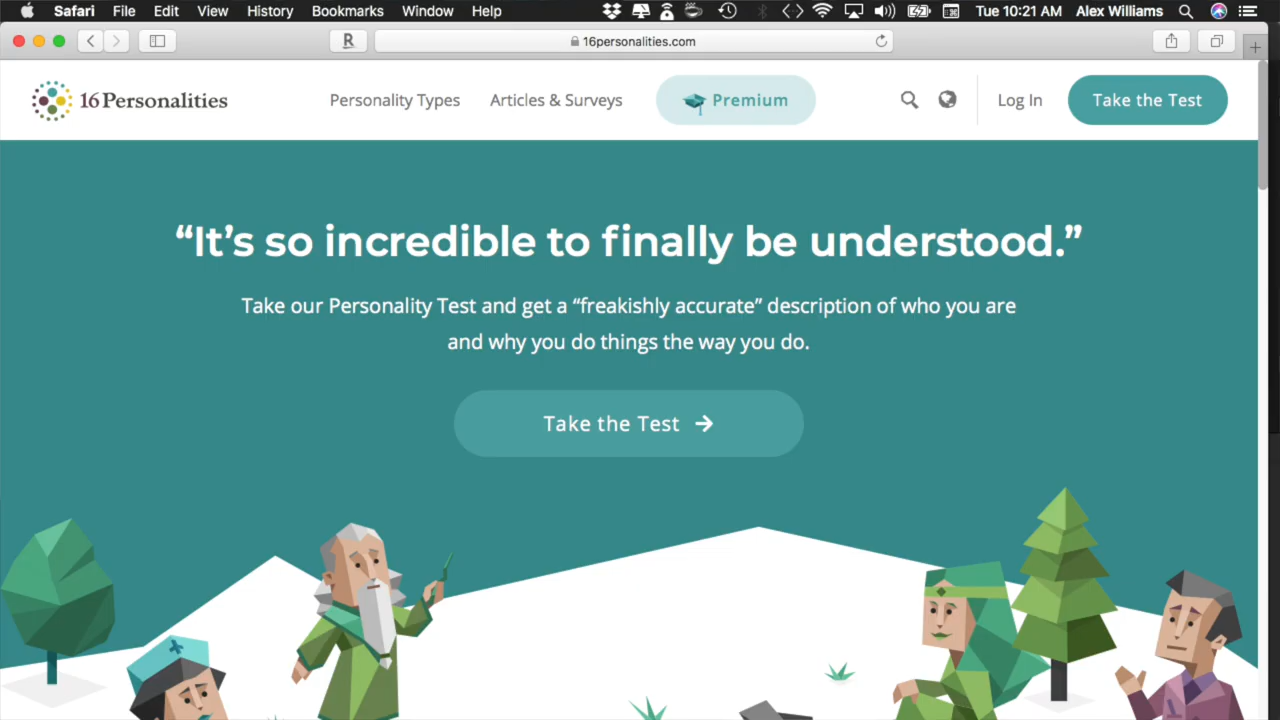 Safari File Edit View History Bookmarks Window Help Tue 10:21 AM Alex Williams
R 16personalities.com
16Personalities Personality Types Articles & Surveys Premium Log In Take the Test
“It’s so incredible to finally be understood.”
Take our Personality Test and get a “freakishly accurate” description of who you are
and why you do things the way you do.
Take the Test →